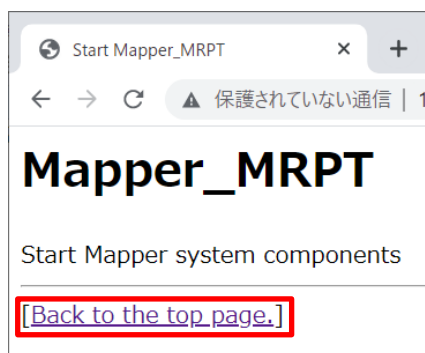 Start Mapper_MRPT
保護されていない通信 | 1
Mapper_MRPT
Start Mapper system components
[Back to the top page.]